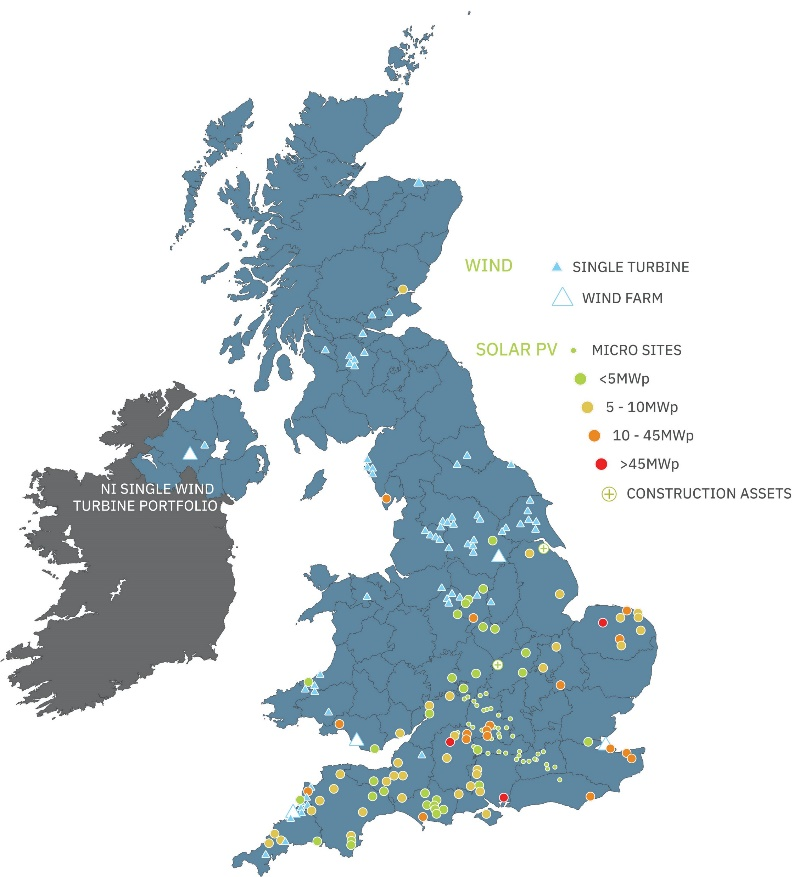 WIND
SINGLE TURBINE
WIND FARM
SOLAR PV
MICRO SITES
<5MWp
5 - 10MWp
10 - 45MWp
>45MWp
CONSTRUCTION ASSETS
NI SINGLE WIND
TURBINE PORTFOLIO